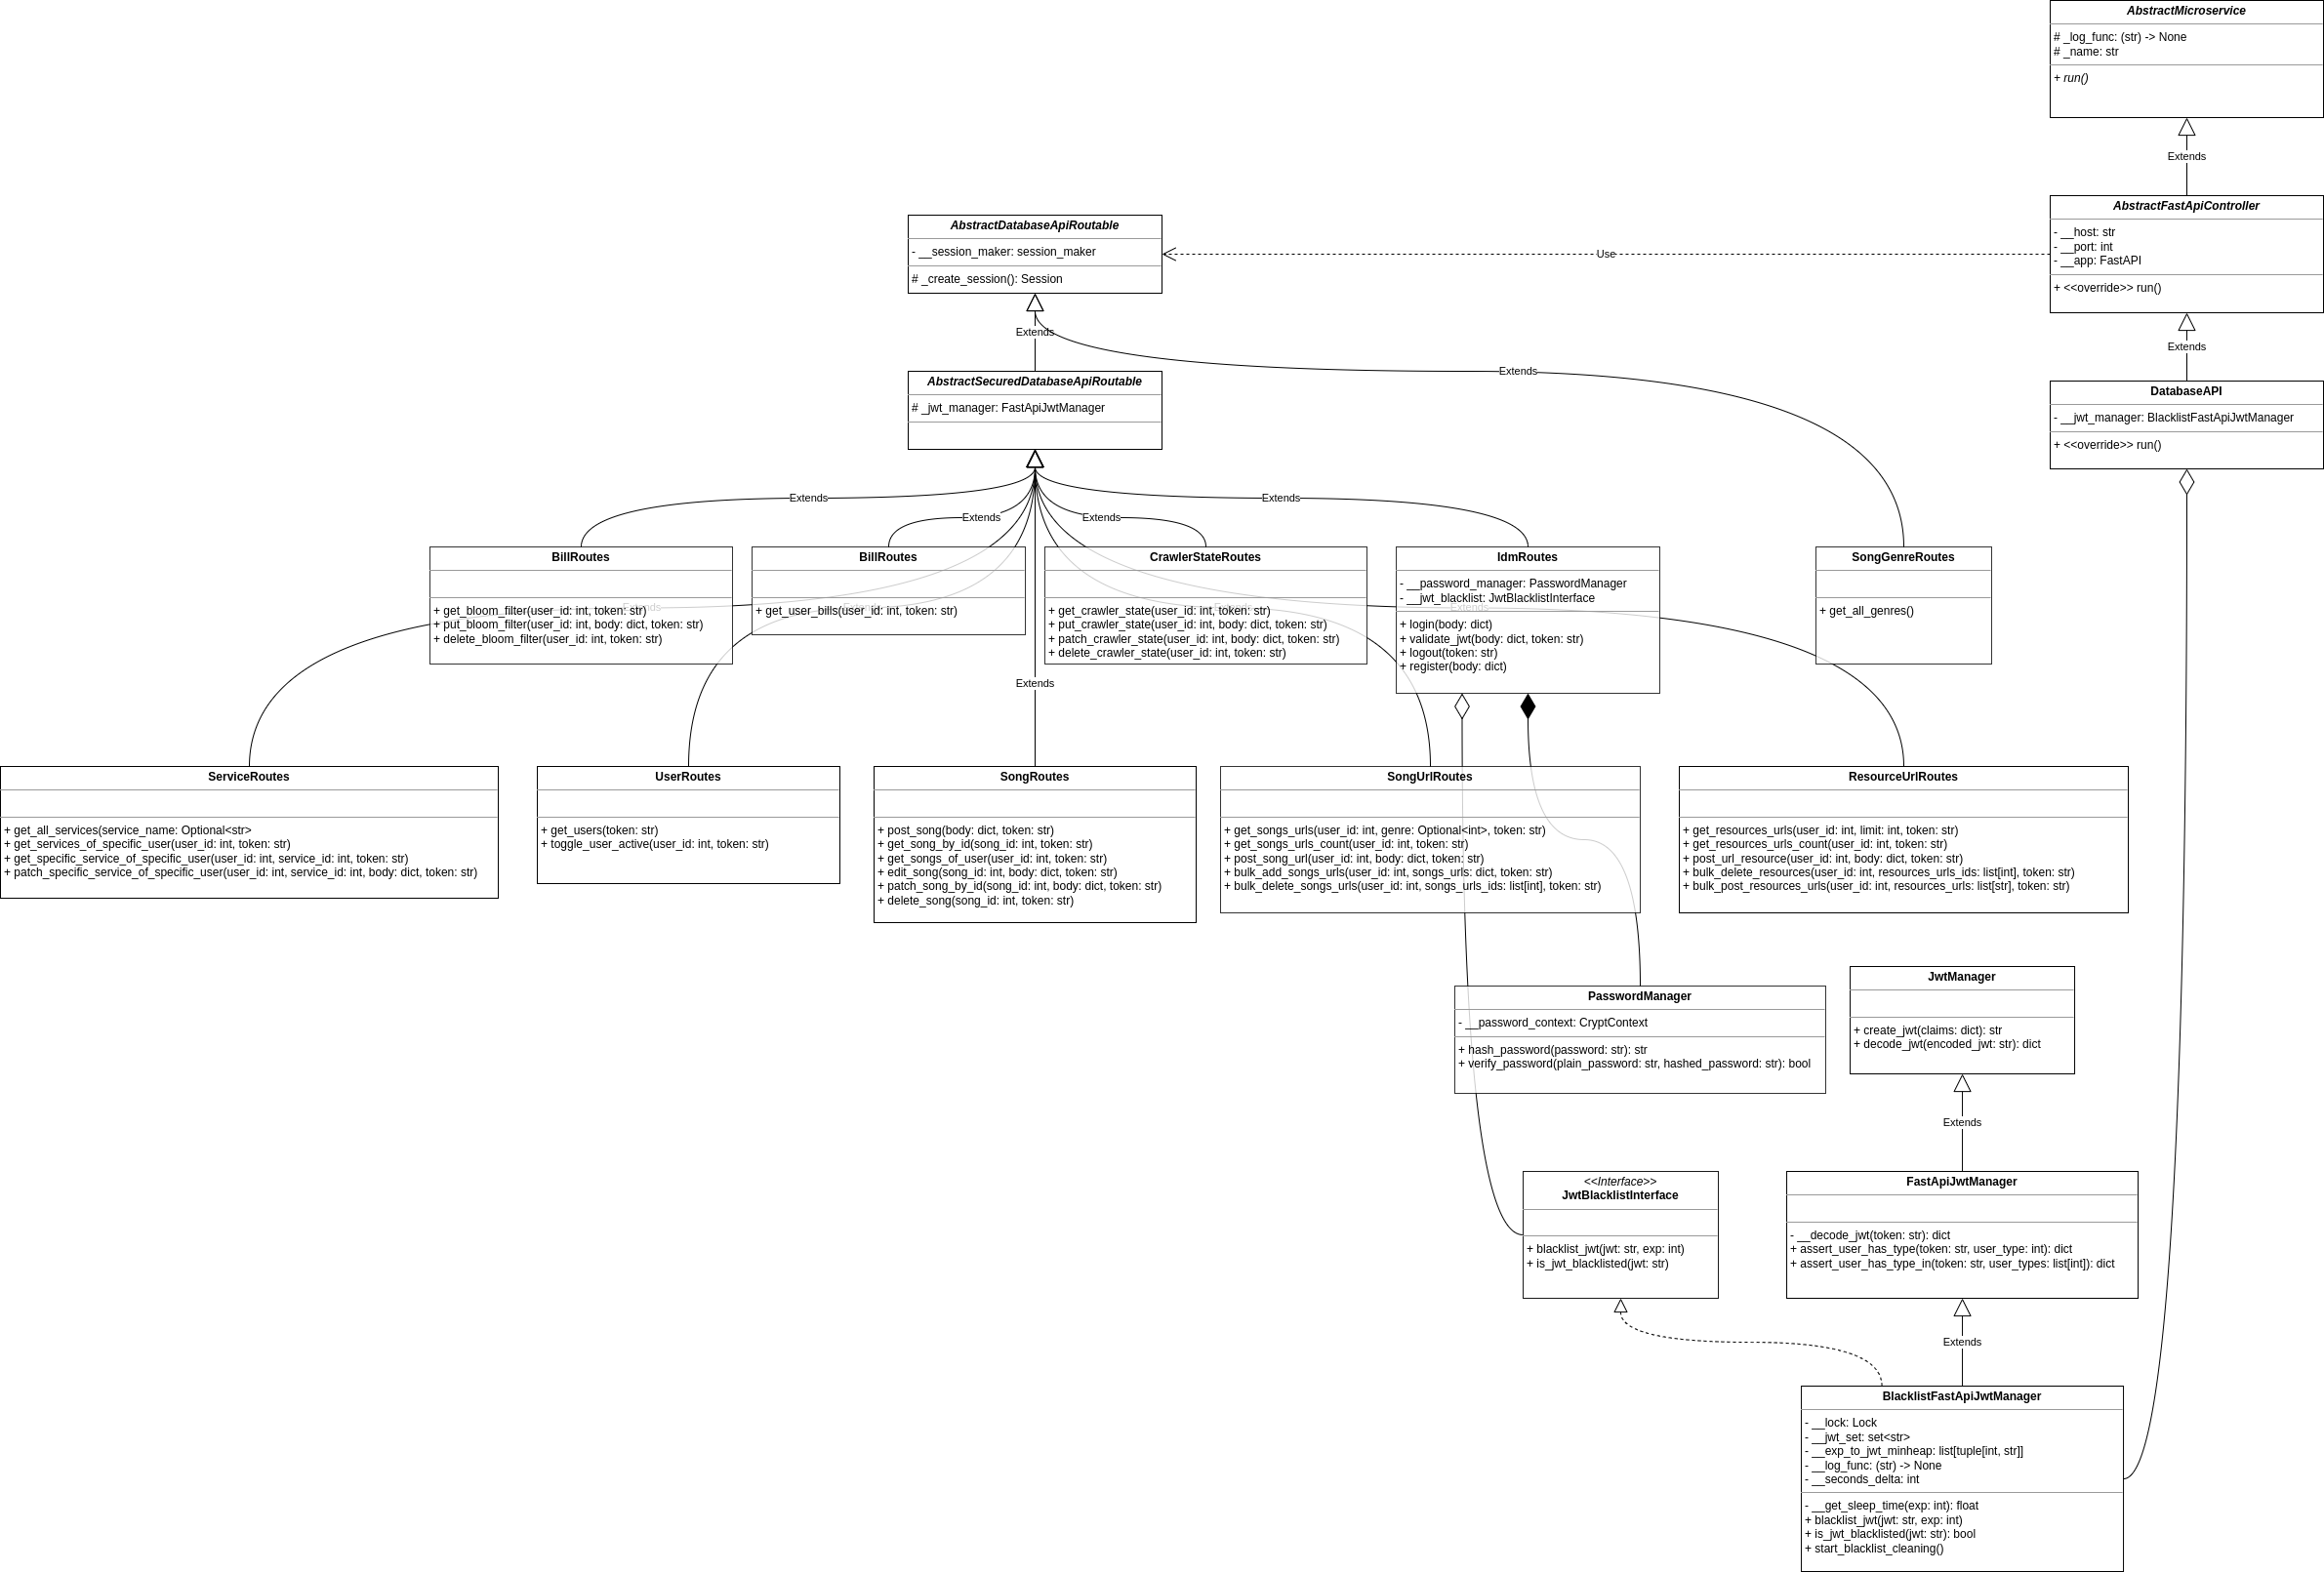 AbstractMicroservice
# _log_func: (str) -> None
# _name: str
+ run()
Extends
AbstractFastApiController
- __host: str
- __port: int
- __app: FastAPI
+ <<override>> run()
Use
AbstractDatabaseApiRoutable
- __session_maker: session_maker
# _create_session(): Session
Extends
Extends
Extends
AbstractSecuredDatabaseApiRoutable
# _jwt_manager: FastApiJwtManager
DatabaseAPI
- __jwt_manager: BlacklistFastApiJwtManager
+ <<override>> run()
Extends
Extends
Extends
Extends
BillRoutes
+ get_bloom_filter(user_id: int, token: str)
+ put_bloom_filter(user_id: int, body: dict, token: str)
+ delete_bloom_filter(user_id: int, token: str)
Extends
BillRoutes
+ get_user_bills(user_id: int, token: str)
Extends
CrawlerStateRoutes
+ get_crawler_state(user_id: int, token: str)
+ put_crawler_state(user_id: int, body: dict, token: str)
+ patch_crawler_state(user_id: int, body: dict, token: str)
+ delete_crawler_state(user_id: int, token: str)
Extends
IdmRoutes
- __password_manager: PasswordManager
- __jwt_blacklist: JwtBlacklistInterface
+ login(body: dict)
+ validate_jwt(body: dict, token: str)
+ logout(token: str)
+ register(body: dict)
Extends
SongGenreRoutes
+ get_all_genres()
Extends
ServiceRoutes
+ get_all_services(service_name: Optional<str>
+ get_services_of_specific_user(user_id: int, token: str)
+ get_specific_service_of_specific_user(user_id: int, service_id: int, token: str)
+ patch_specific_service_of_specific_user(user_id: int, service_id: int, body: dict, token: str)
UserRoutes
+ get_users(token: str)
+ toggle_user_active(user_id: int, token: str)
SongRoutes
+ post_song(body: dict, token: str)
+ get_song_by_id(song_id: int, token: str)
+ get_songs_of_user(user_id: int, token: str)
+ edit_song(song_id: int, body: dict, token: str)
+ patch_song_by_id(song_id: int, body: dict, token: str)
+ delete_song(song_id: int, token: str)
SongUrlRoutes
+ get_songs_urls(user_id: int, genre: Optional<int>, token: str)
+ get_songs_urls_count(user_id: int, token: str)
+ post_song_url(user_id: int, body: dict, token: str)
+ bulk_add_songs_urls(user_id: int, songs_urls: dict, token: str)
+ bulk_delete_songs_urls(user_id: int, songs_urls_ids: list[int], token: str)
ResourceUrlRoutes
+ get_resources_urls(user_id: int, limit: int, token: str)
+ get_resources_urls_count(user_id: int, token: str)
+ post_url_resource(user_id: int, body: dict, token: str)
+ bulk_delete_resources(user_id: int, resources_urls_ids: list[int], token: str)
+ bulk_post_resources_urls(user_id: int, resources_urls: list[str], token: str)
PasswordManager
- __password_context: CryptContext
+ hash_password(password: str): str
+ verify_password(plain_password: str, hashed_password: str): bool
JwtManager
+ create_jwt(claims: dict): str
+ decode_jwt(encoded_jwt: str): dict
Extends
<<Interface>>
JwtBlacklistInterface
+ blacklist_jwt(jwt: str, exp: int)
+ is_jwt_blacklisted(jwt: str)
FastApiJwtManager
- __decode_jwt(token: str): dict
+ assert_user_has_type(token: str, user_type: int): dict
+ assert_user_has_type_in(token: str, user_types: list[int]): dict
Extends
BlacklistFastApiJwtManager
- __lock: Lock
- __jwt_set: set<str>
- __exp_to_jwt_minheap: list[tuple[int, str]]
- __log_func: (str) -> None
- __seconds_delta: int
- __get_sleep_time(exp: int): float
+ blacklist_jwt(jwt: str, exp: int)
+ is_jwt_blacklisted(jwt: str): bool
+ start_blacklist_cleaning()